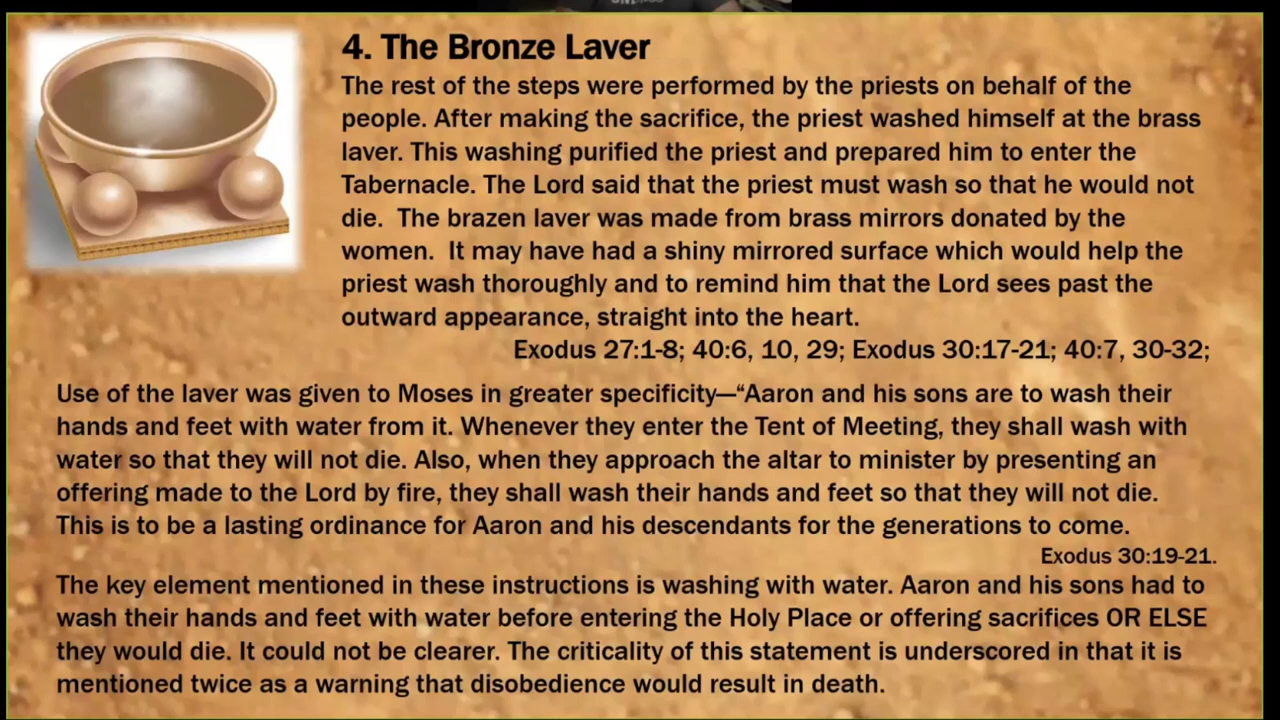 4. The Bronze Laver
The rest of the steps were performed by the priests on behalf of the
people. After making the sacrifice, the priest washed himself at the brass
laver. This washing purified the priest and prepared him to enter the
Tabernacle. The Lord said that the priest must wash so that he would not
die.  The brazen laver was made from brass mirrors donated by the
women.  It may have had a shiny mirrored surface which would help the
priest wash thoroughly and to remind him that the Lord sees past the
outward appearance, straight into the heart.
Exodus 27:1-8; 40:6, 10, 29; Exodus 30:17-21; 40:7, 30-32;
Use of the laver was given to Moses in greater specificity—“Aaron and his sons are to wash their
hands and feet with water from it. Whenever they enter the Tent of Meeting, they shall wash with
water so that they will not die. Also, when they approach the altar to minister by presenting an
offering made to the Lord by fire, they shall wash their hands and feet so that they will not die.
This is to be a lasting ordinance for Aaron and his descendants for the generations to come.
Exodus 30:19-21.
The key element mentioned in these instructions is washing with water. Aaron and his sons had to
wash their hands and feet with water before entering the Holy Place or offering sacrifices OR ELSE
they would die. It could not be clearer. The criticality of this statement is underscored in that it is
mentioned twice as a warning that disobedience would result in death.